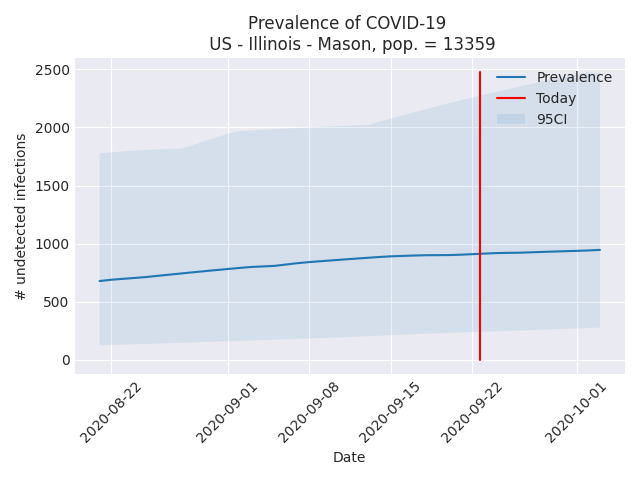 Prevalence of COVID-19
US - Illinois - Mason, pop. = 13359
Prevalence
Today
95CI
2500
2000
1500
1000
500
0
# undetected infections
2020-08-22
2020-09-01
2020-09-08
2020-09-15
2020-09-22
2020-10-01
Date